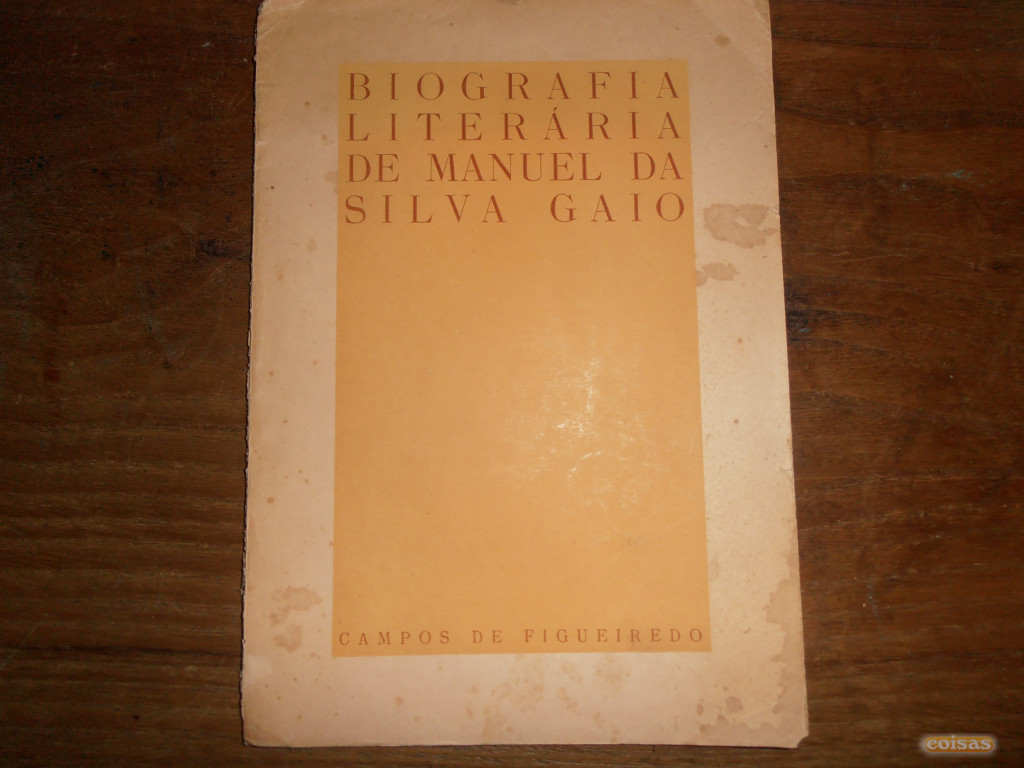 BIOGRAFIA
LITERÁRIA
DE MANUEL DA
SILVA GAIO
CAMPOS DE FIGUEIREDO
coisas